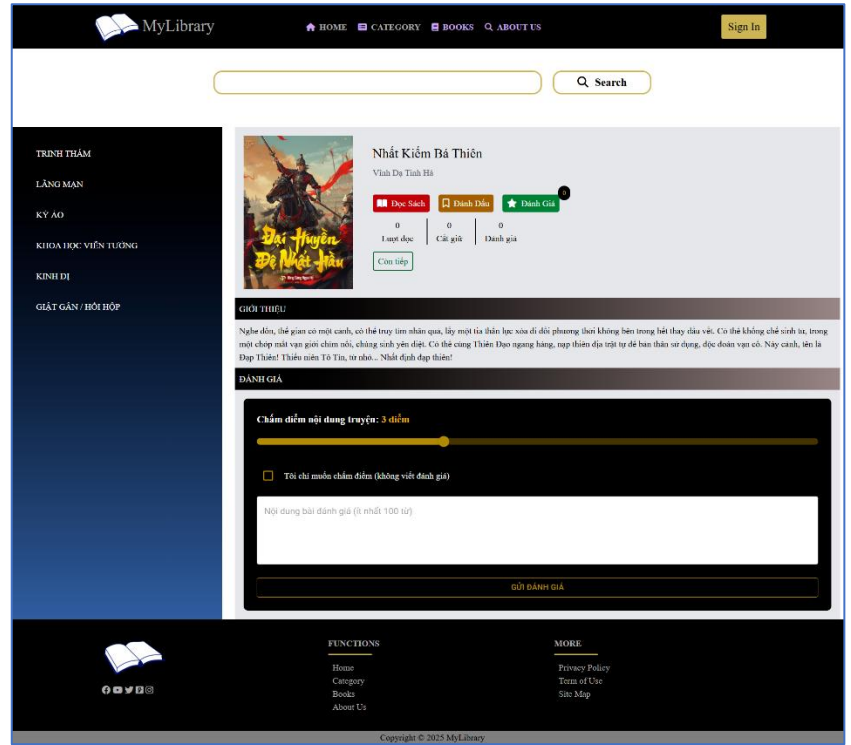 MyLibrary
HOME CATEGORY BOOKS ABOUT US
Sign In
Search
TRINH THÁM
LÃNG MẠN
KỲ ẢO
KHOA HỌC VIỄN TƯỞNG
KINH DỊ
GIẬT GÂN / HỒI HỘP
Đại Huyền
Đệ Nhất Hầu
Nhất Kiếm Bá Thiên
Vĩnh Dạ Tinh Hà
Đọc Sách Đánh Dấu Đánh Giá 0
0 0 0
Lượt đọc Cất giữ Đánh giá
Còn tiếp
GIỚI THIỆU
Nghe đồn, thế gian có một cảnh, có thể truy tìm nhân quả, lấy một tia thần lực xóa đi đối phương thời không bên trong hết thảy dấu vết. Có thể khống chế sinh tu, trong
một chớp mắt vạn giới chìm nổi, chúng sinh yên diệt. Có thể cùng Thiên Đạo ngang hàng, nạp thiên địa trật tự để bản thân sử dụng, độc đoán vạn cổ. Này cảnh, tên là
Đạp Thiên! Thiếu niên Tô Tín, từ nhỏ... Nhất định đạp thiên!
ĐÁNH GIÁ
Chấm điểm nội dung truyện: 3 điểm
Tôi chỉ muốn chấm điểm (không viết đánh giá)
Nội dung bài đánh giá (ít nhất 100 từ)
GỬI ĐÁNH GIÁ
FUNCTIONS
Home
Category
Books
About Us
MORE
Privacy Policy
Term of Use
Site Map
Copyright © 2025 MyLibrary